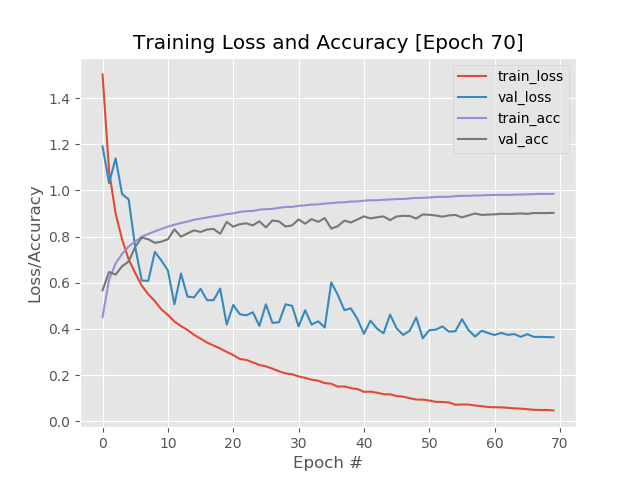 Training Loss and Accuracy [Epoch 70]
train_loss
val_loss
train_acc
val_acc
Loss/Accuracy
1.4
1.2
1.0
0.8
0.6
0.4
0.2
0.0
0 10 20 30 40 50 60 70
Epoch #